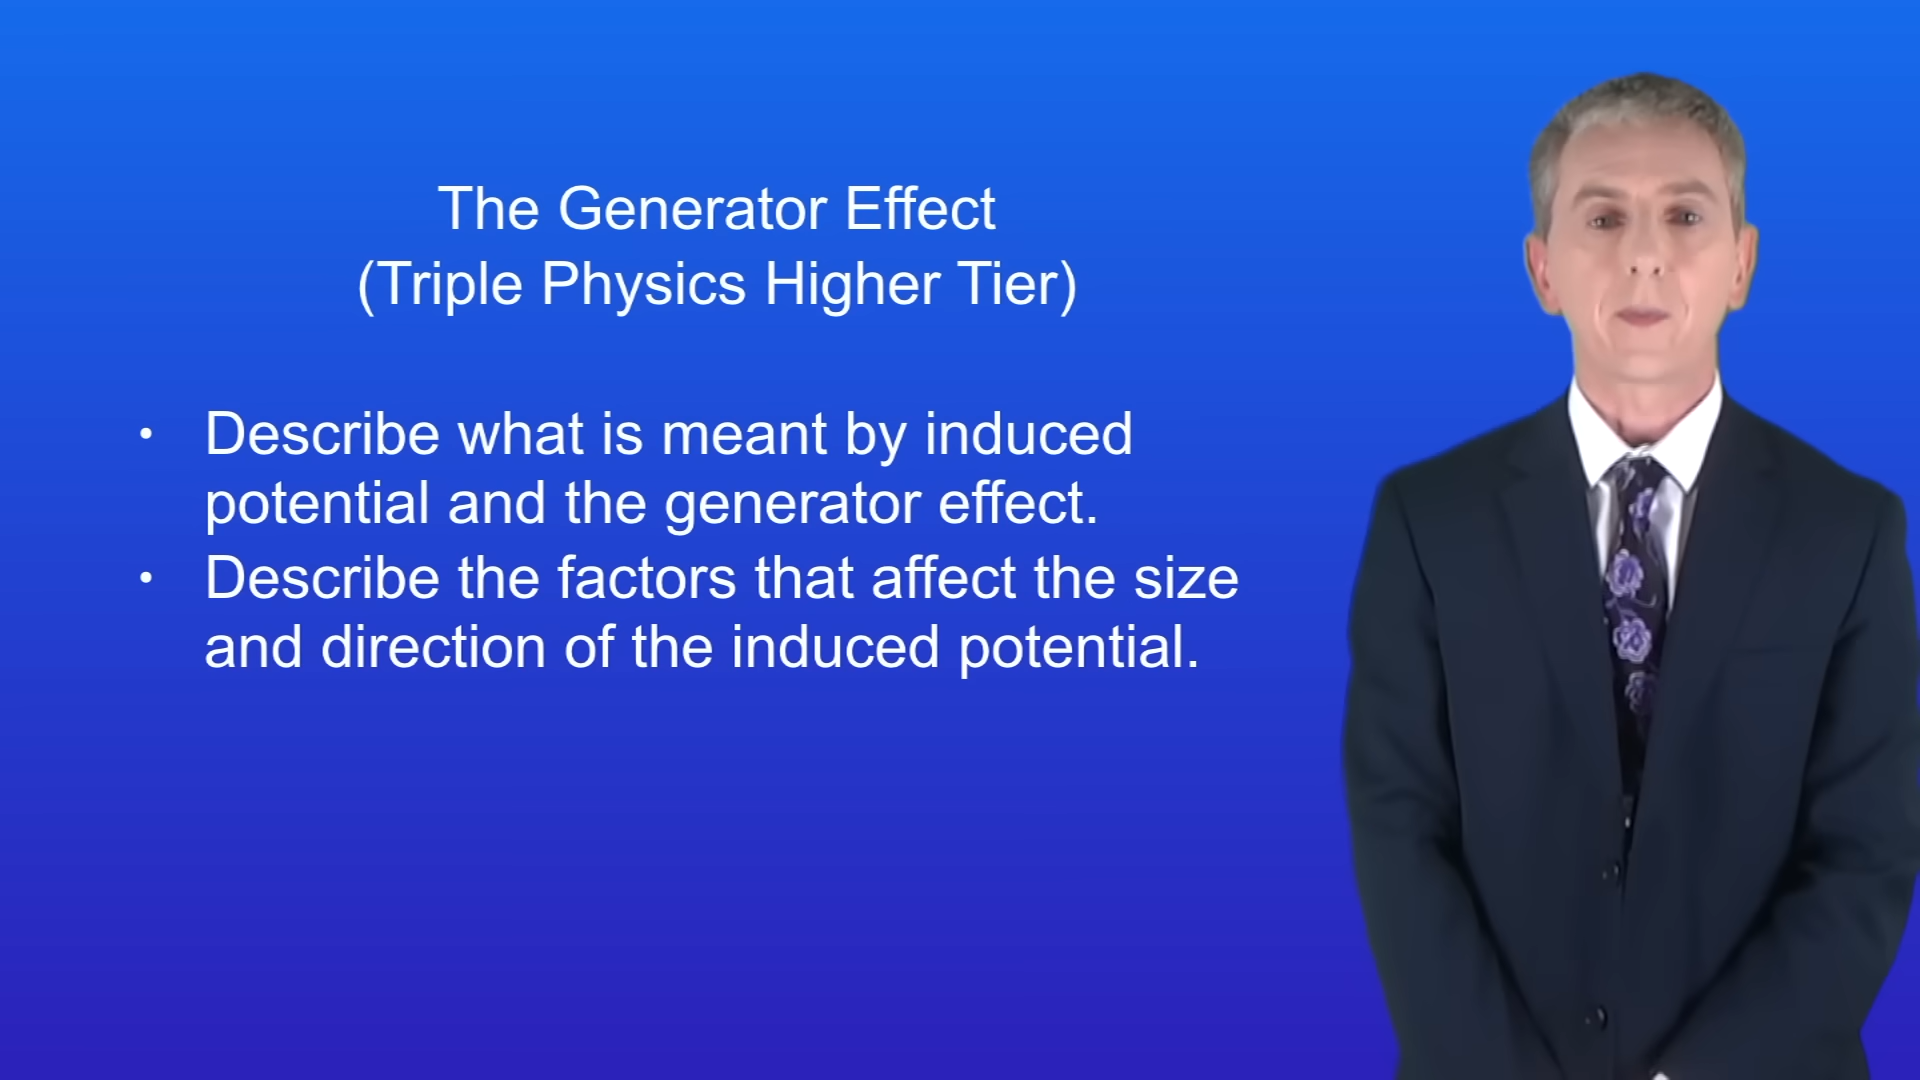 The Generator Effect
(Triple Physics Higher Tier)
• Describe what is meant by induced
potential and the generator effect.
• Describe the factors that affect the size
and direction of the induced potential.